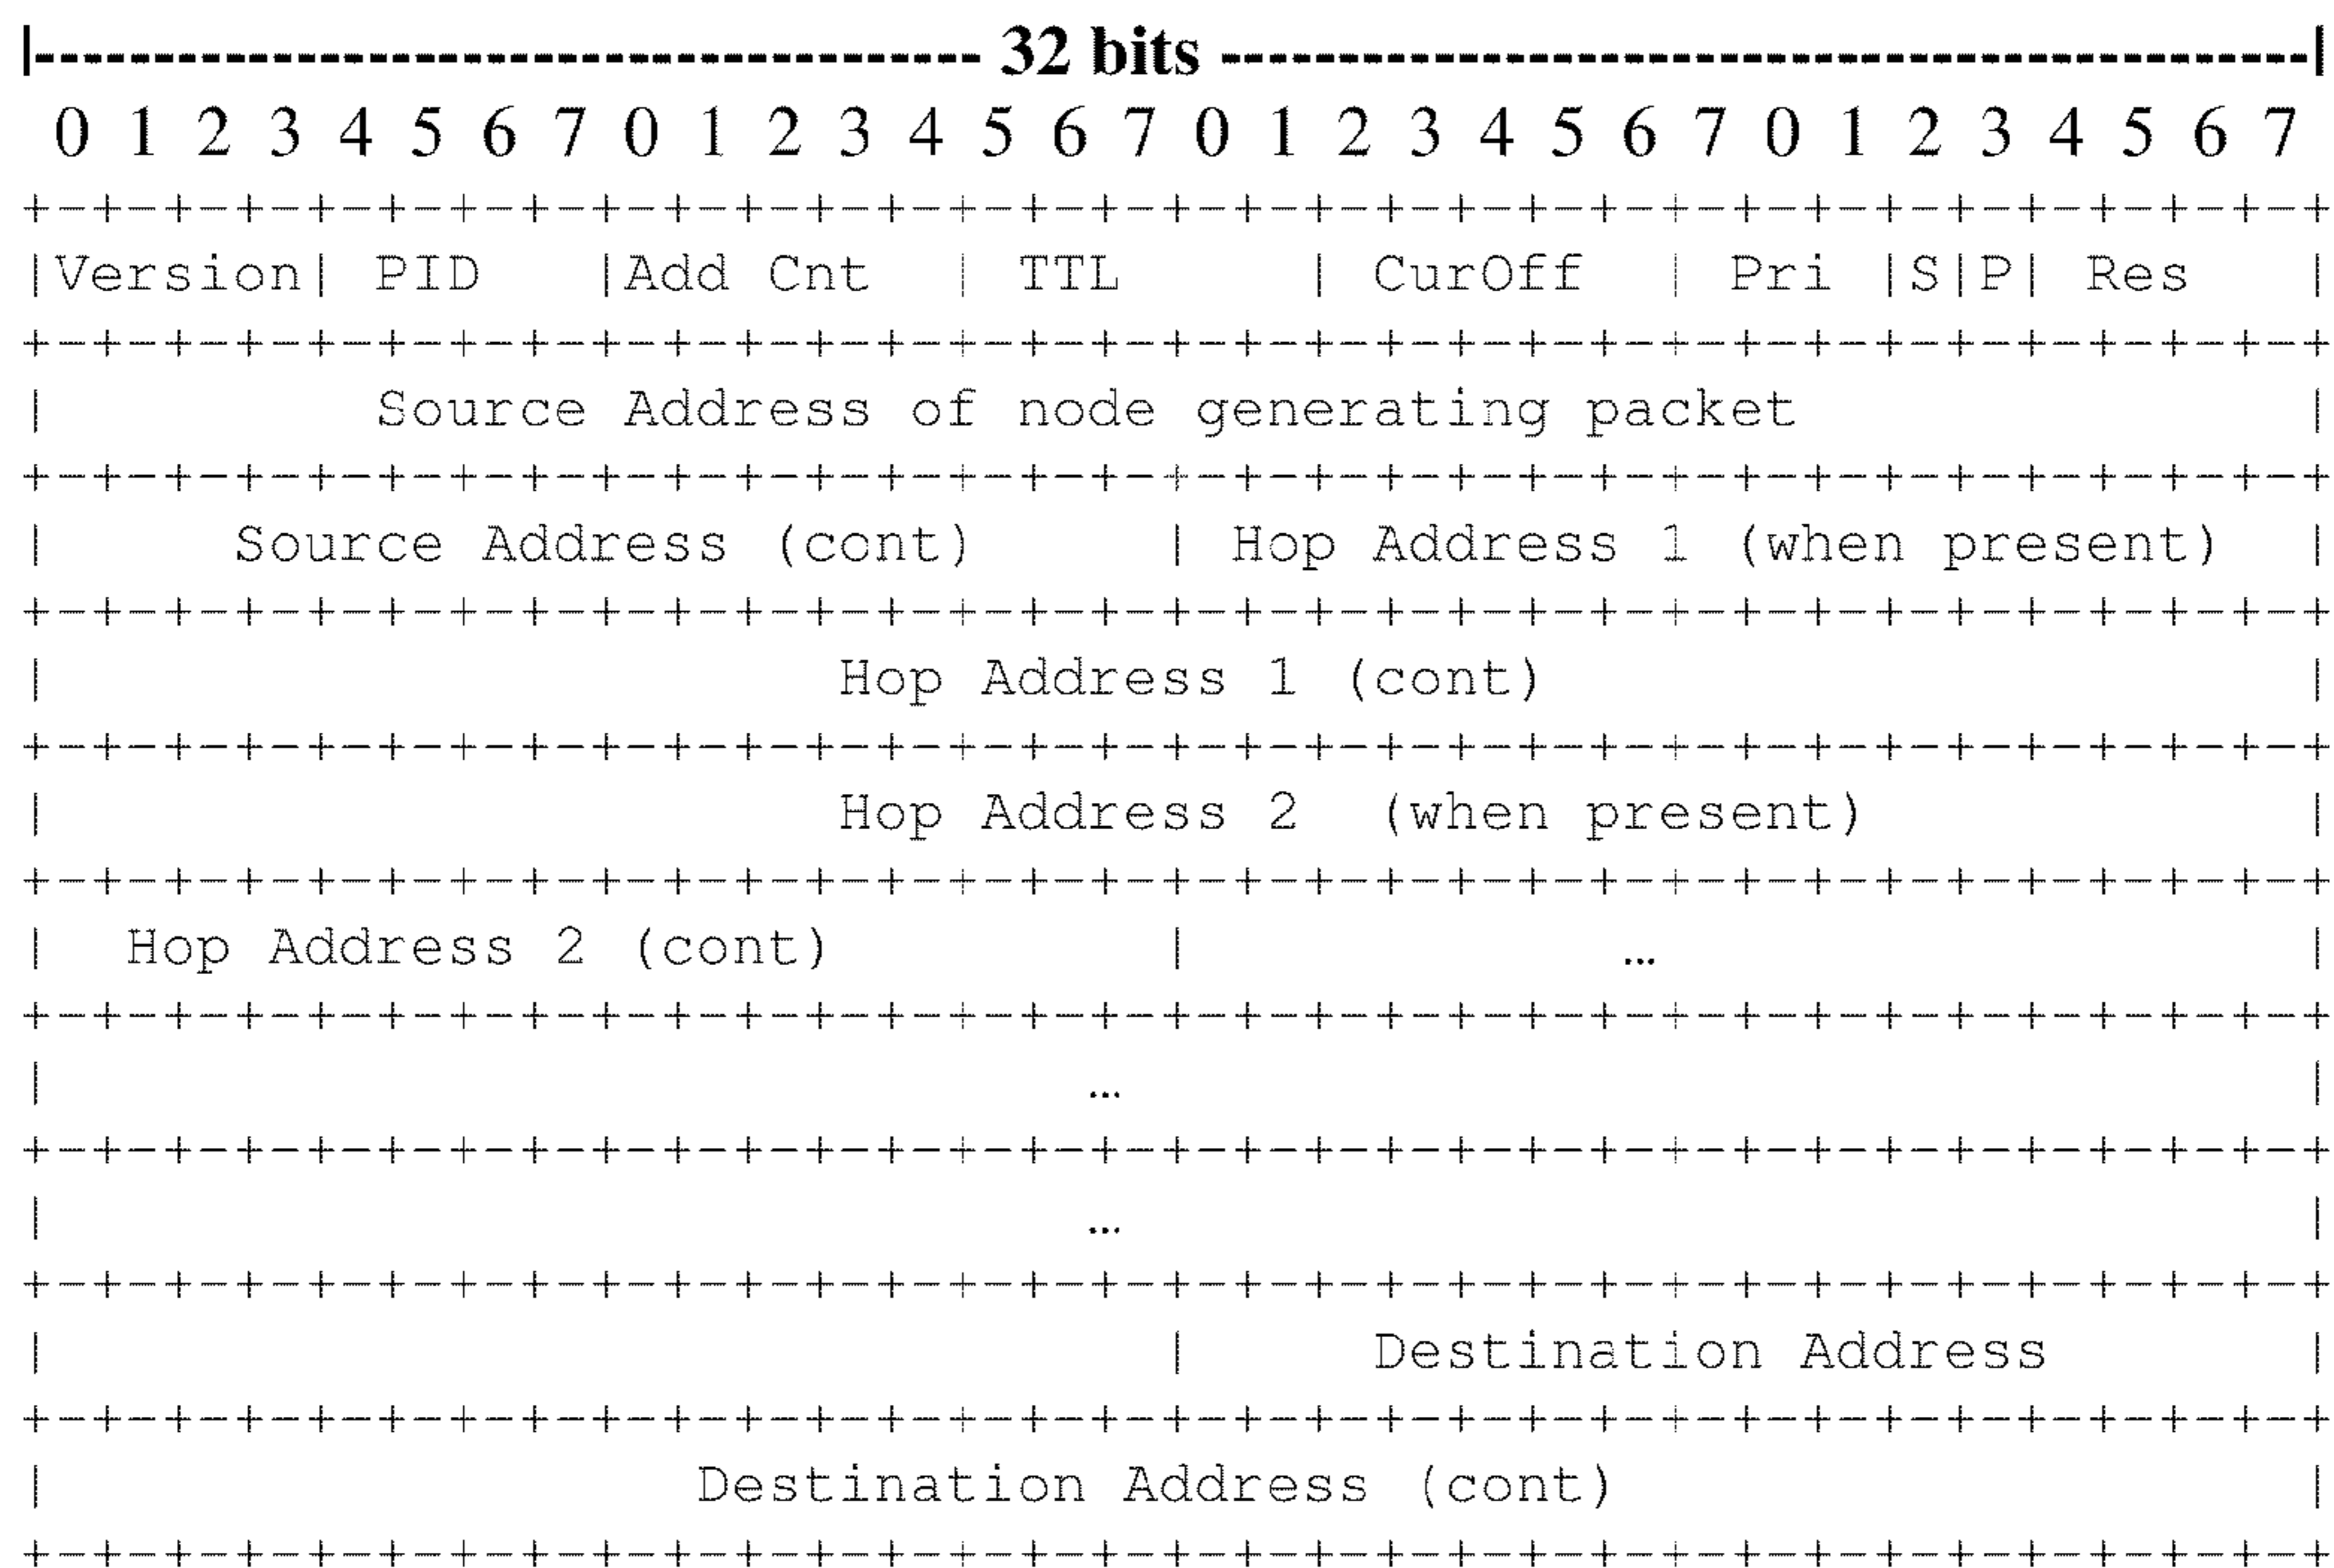 |---------------------------------------- 32 bits ----------------------------------------------|
0 1 2 3 4 5 6 7 0 1 2 3 4 5 6 7 0 1 2 3 4 5 6 7 0 1 2 3 4 5 6 7
+-+-+-+-+-+-+-+-+-+-+-+-+-+-+-+-+-+-+-+-+-+-+-+-+-+-+-+-+-+-+-+-+
|Version| PID |Add Cnt | TTL | CurOff | Pri |S|P| Res |
+-+-+-+-+-+-+-+-+-+-+-+-+-+-+-+-+-+-+-+-+-+-+-+-+-+-+-+-+-+-+-+-+
| Source Address of node generating packet |
+-+-+-+-+-+-+-+-+-+-+-+-+-+-+-+-+-+-+-+-+-+-+-+-+-+-+-+-+-+-+-+-+
| Source Address (cont) | Hop Address 1 (when present) |
+-+-+-+-+-+-+-+-+-+-+-+-+-+-+-+-+-+-+-+-+-+-+-+-+-+-+-+-+-+-+-+-+
| Hop Address 1 (cont) |
+-+-+-+-+-+-+-+-+-+-+-+-+-+-+-+-+-+-+-+-+-+-+-+-+-+-+-+-+-+-+-+-+
| Hop Address 2 (when present) |
+-+-+-+-+-+-+-+-+-+-+-+-+-+-+-+-+-+-+-+-+-+-+-+-+-+-+-+-+-+-+-+-+
| Hop Address 2 (cont) | … |
+-+-+-+-+-+-+-+-+-+-+-+-+-+-+-+-+-+-+-+-+-+-+-+-+-+-+-+-+-+-+-+-+
| … |
+-+-+-+-+-+-+-+-+-+-+-+-+-+-+-+-+-+-+-+-+-+-+-+-+-+-+-+-+-+-+-+-+
| … |
+-+-+-+-+-+-+-+-+-+-+-+-+-+-+-+-+-+-+-+-+-+-+-+-+-+-+-+-+-+-+-+-+
| | Destination Address |
+-+-+-+-+-+-+-+-+-+-+-+-+-+-+-+-+-+-+-+-+-+-+-+-+-+-+-+-+-+-+-+-+
| Destination Address (cont) |
+-+-+-+-+-+-+-+-+-+-+-+-+-+-+-+-+-+-+-+-+-+-+-+-+-+-+-+-+-+-+-+-+